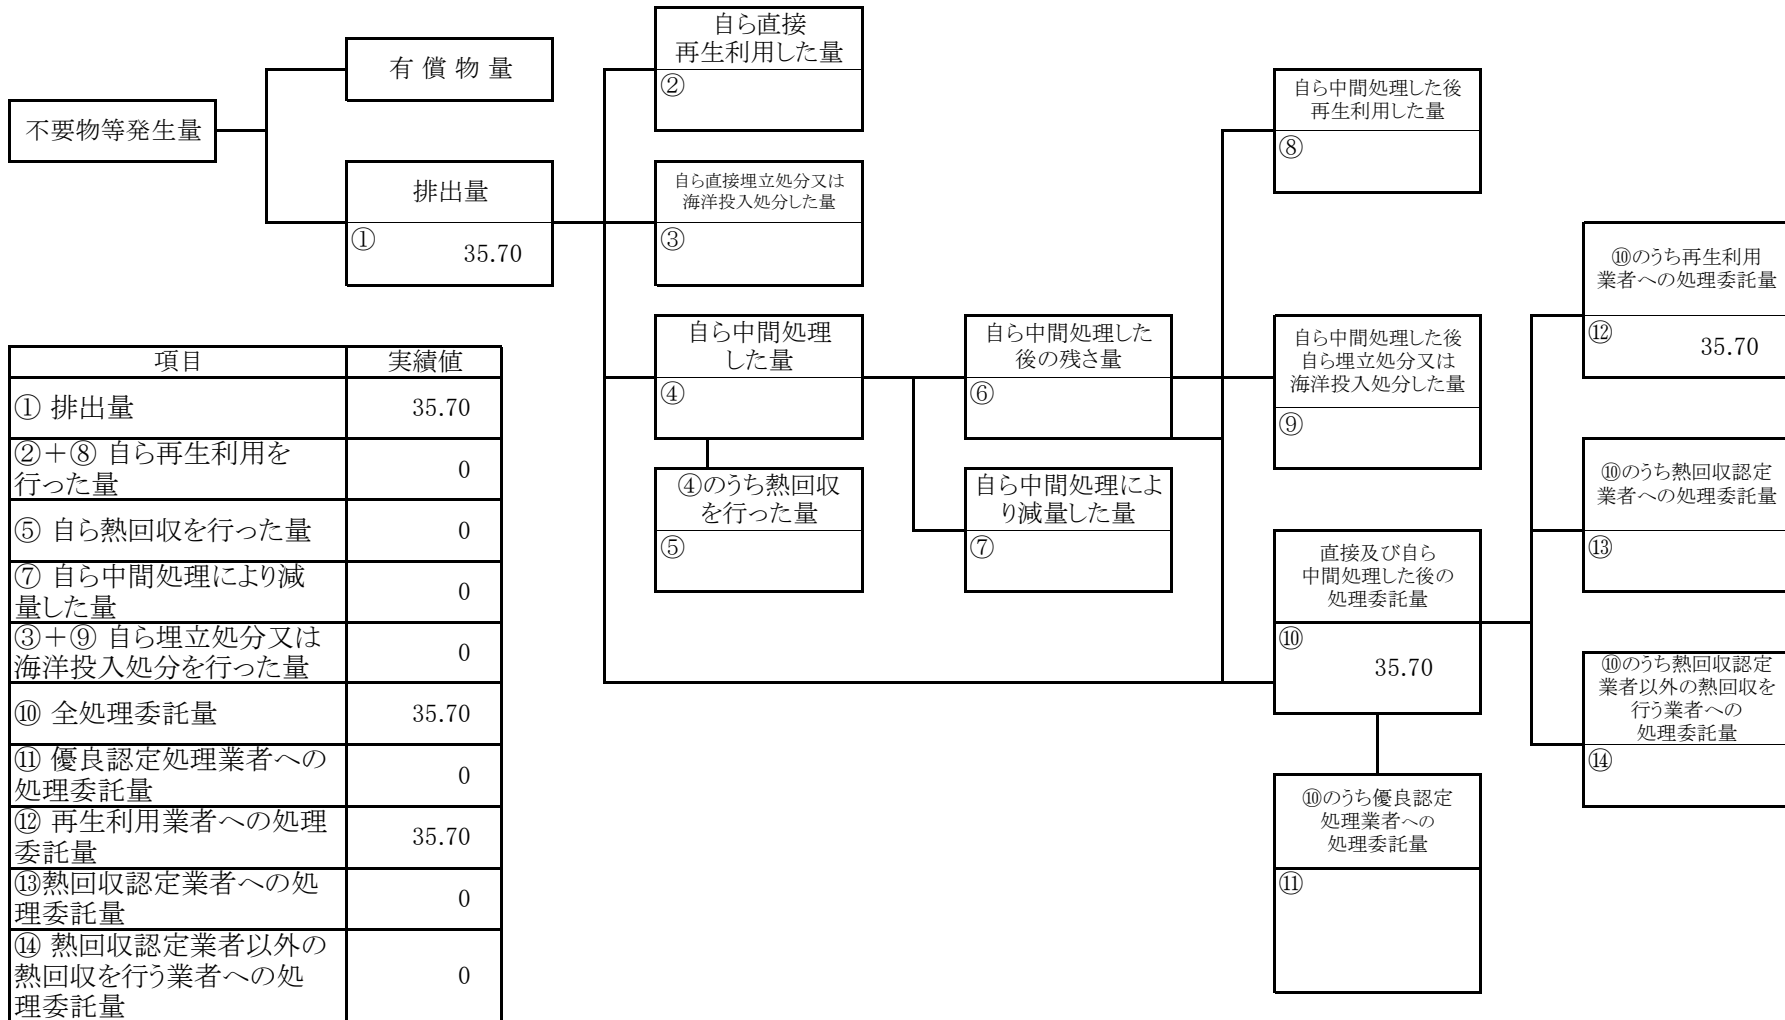 不要物等発生量
有償物量
排出量
①
35.70
自ら直接
再生利用した量
②
自ら直接埋立処分又は
海洋投入処分した量
③
自ら中間処理
した量
④
④のうち熱回収
を行った量
⑤
自ら中間処理した
後の残さ量
⑥
自ら中間処理によ
り減量した量
⑦
自ら中間処理した後
再生利用した量
⑧
自ら中間処理した後
自ら埋立処分又は
海洋投入処分した量
⑨
直接及び自ら
中間処理した後の
処理委託量
⑩
35.70
⑩のうち優良認定
処理業者への
処理委託量
⑪
⑩のうち再生利用
業者への処理委託量
⑫
35.70
⑩のうち熱回収認定
業者への処理委託量
⑬
⑩のうち熱回収認定
業者以外の熱回収を
行う業者への
処理委託量
⑭
項目 実績値
① 排出量 35.70
②＋⑧ 自ら再生利用を
行った量 0
⑤ 自ら熱回収を行った量 0
⑦ 自ら中間処理により減
量した量 0
③＋⑨ 自ら埋立処分又は
海洋投入処分を行った量 0
⑩ 全処理委託量 35.70
⑪ 優良認定処理業者への
処理委託量 0
⑫ 再生利用業者への処理
委託量 35.70
⑬熱回収認定業者への処
理委託量 0
⑭ 熱回収認定業者以外の
熱回収を行う業者への処
理委託量 0